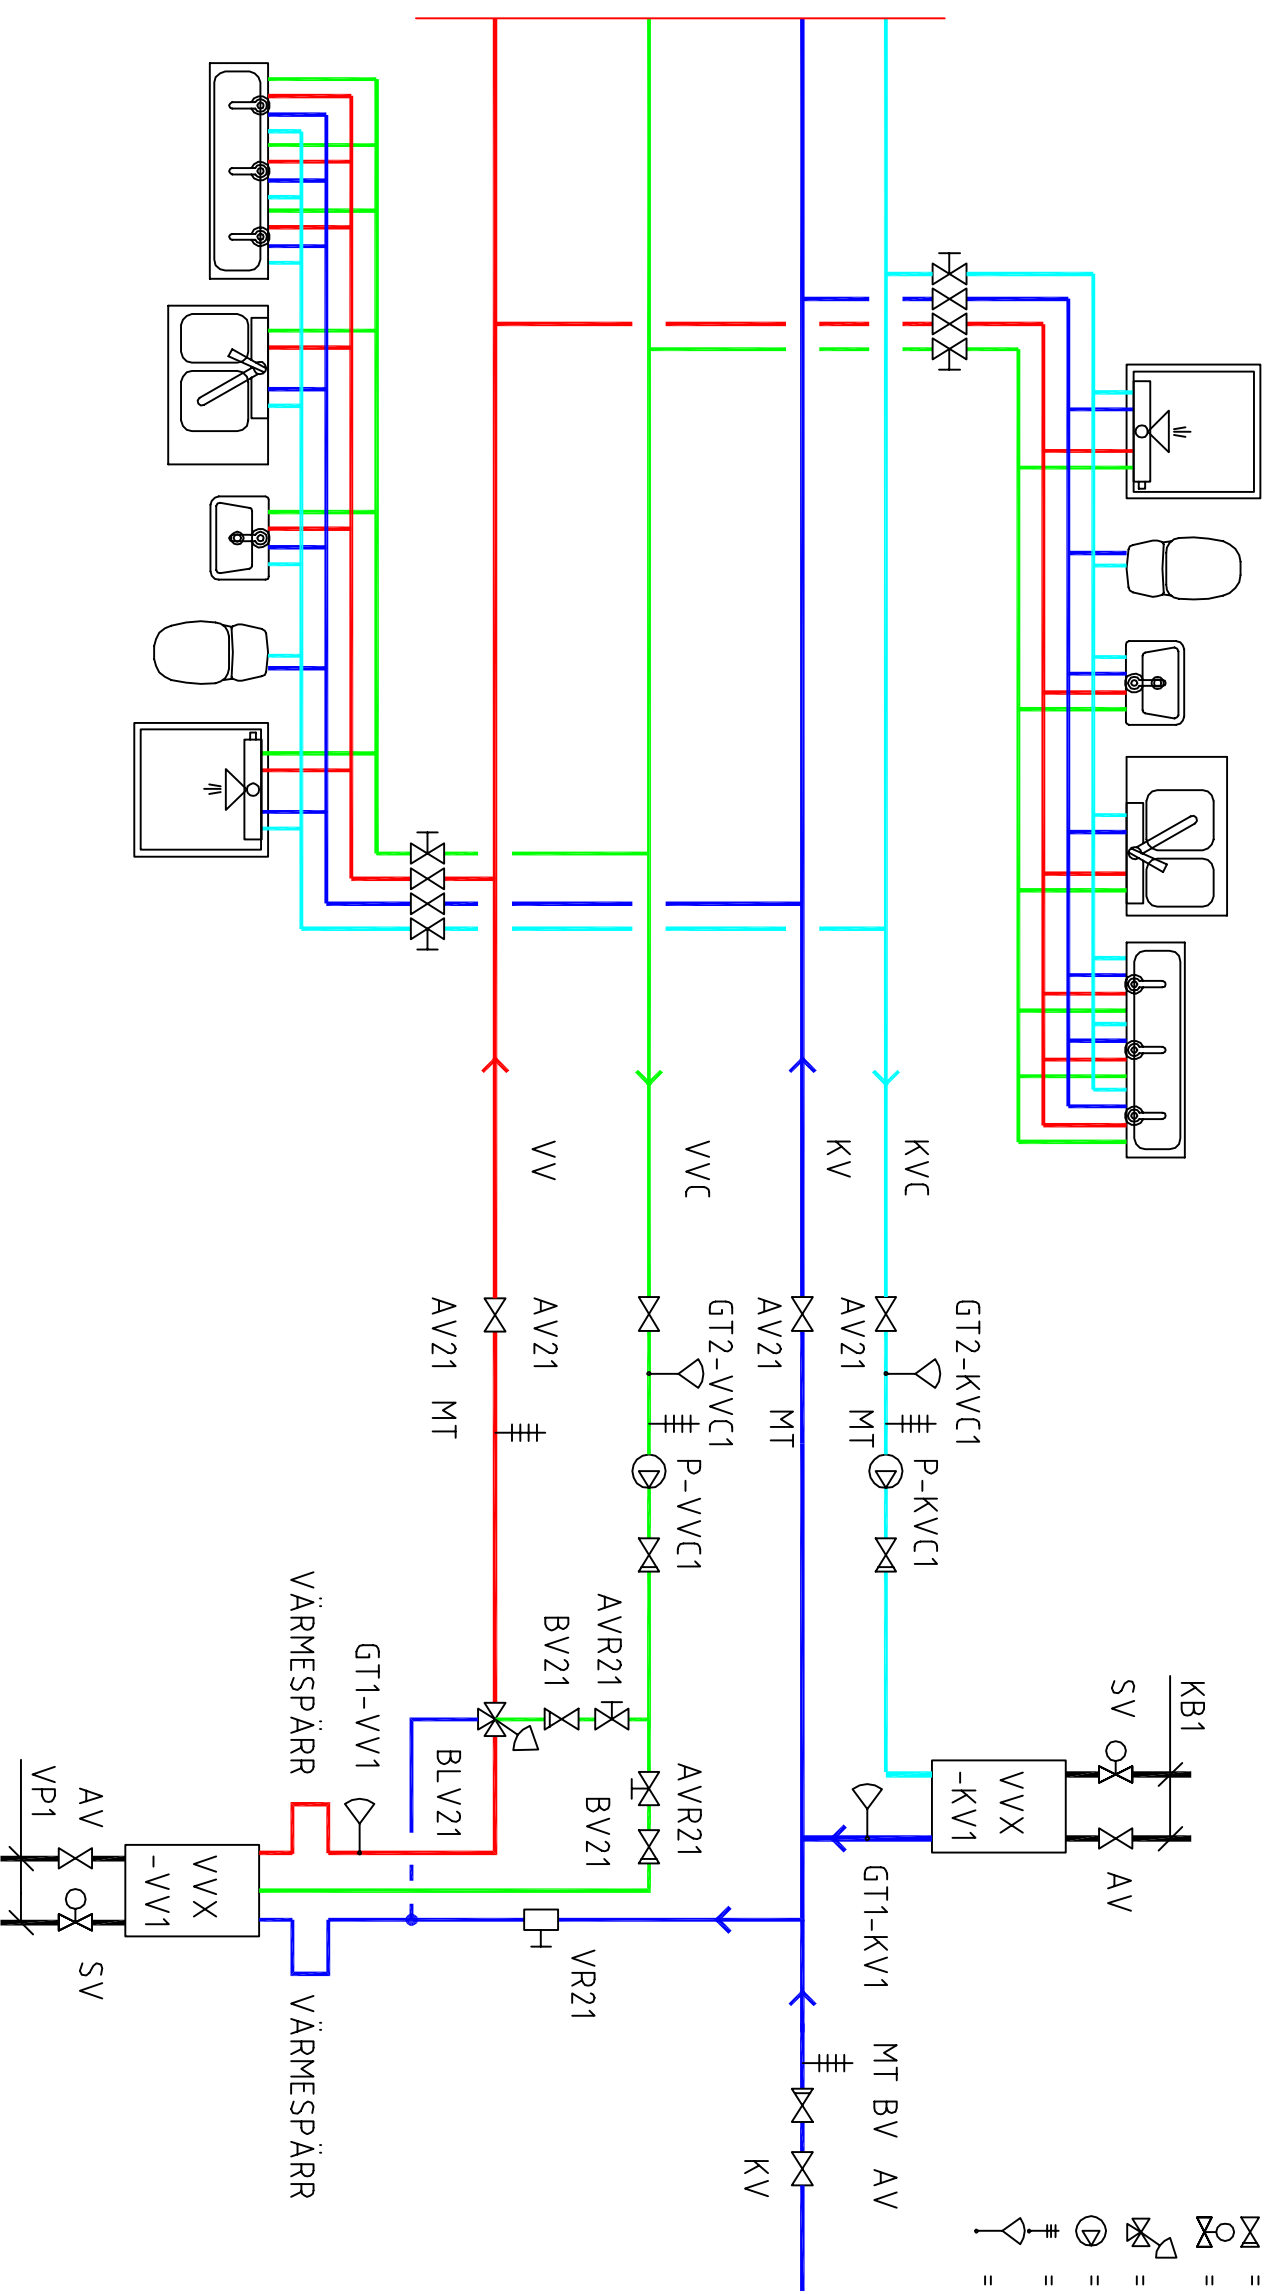 VV
VVC
KV
KVC
AV21
AV21
MT
GT2-VVC1
AV21
MT
AV21
MT
GT2-KVC1
P-VVC1
P-KVC1
VÄRMESPÄRR
GT1-VV1
BV21
AVR21
BLV21
BV21
AVR21
SV
KB1
VVX
-KV1
AV
GT1-KV1
VP1
AV
VVX
-VV1
SV
VR21
VÄRMESPÄRR
MT
BV
AV
KV
=
=
=
=
=
=